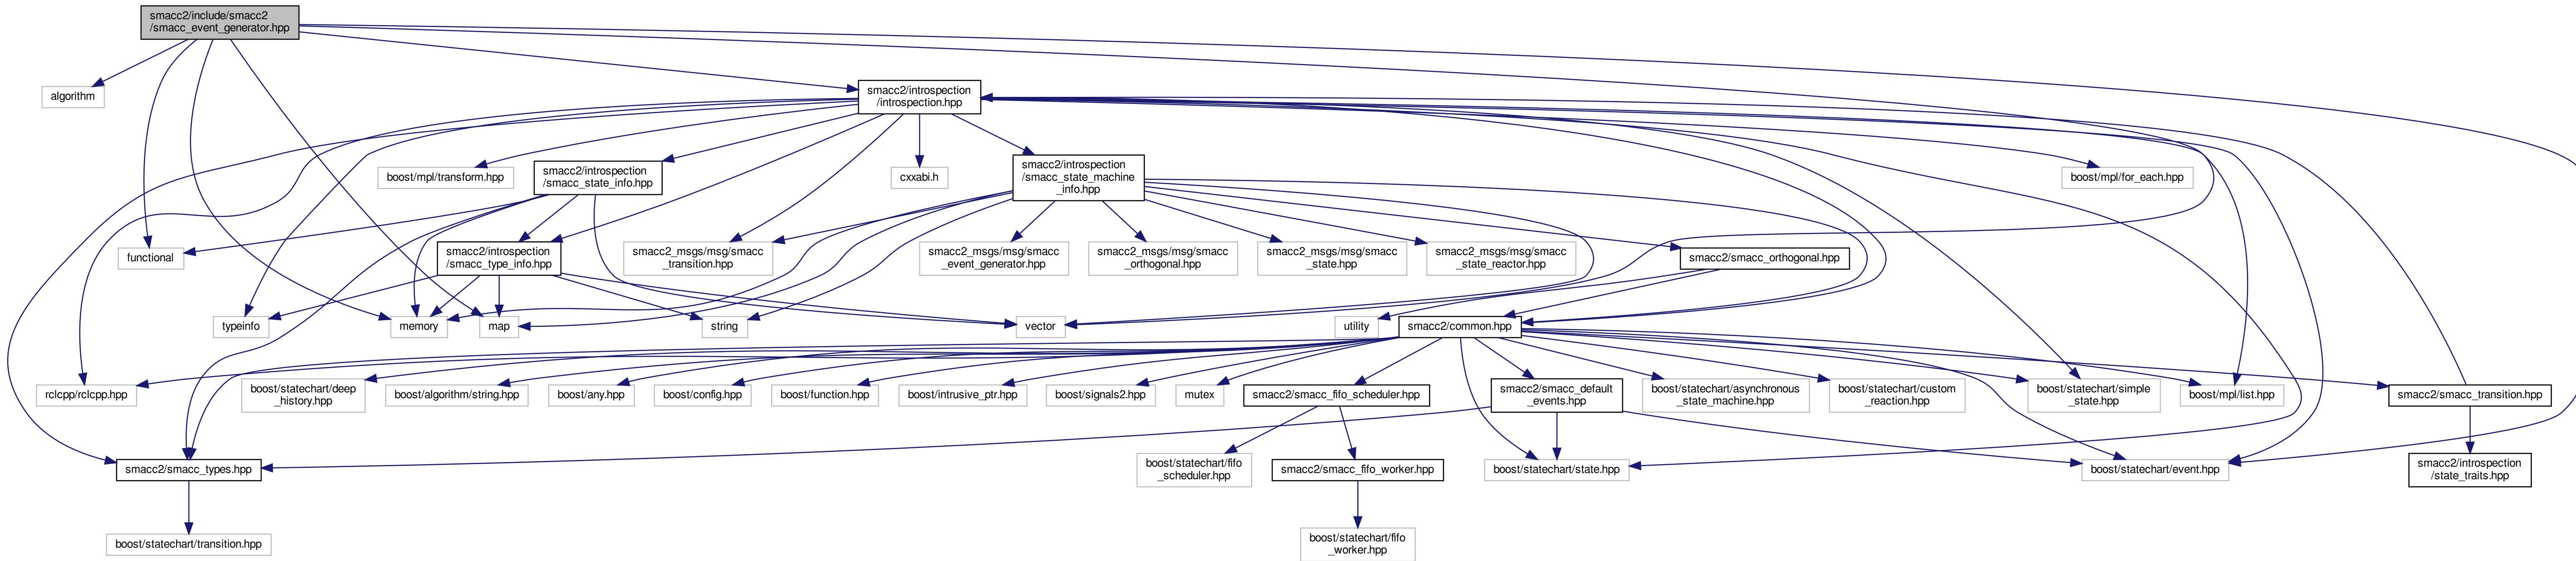 smacc2/include/smacc2
/smacc_event_generator.hpp
algorithm
smacc2/introspection
/introspection.hpp
boost/mpl/transform.hpp
smacc2/introspection
/smacc_state_info.hpp
cxxabi.h
smacc2/introspection
/smacc_state_machine
_info.hpp
boost/mpl/for_each.hpp
functional
smacc2/introspection
/smacc_type_info.hpp
smacc2_msgs/msg/smacc
_transition.hpp
smacc2_msgs/msg/smacc
_event_generator.hpp
smacc2_msgs/msg/smacc
_orthogonal.hpp
smacc2_msgs/msg/smacc
_state.hpp
smacc2_msgs/msg/smacc
_state_reactor.hpp
smacc2/smacc_orthogonal.hpp
typeinfo
memory
map
string
vector
utility
smacc2/common.hpp
rclcpp/rclcpp.hpp
boost/statechart/deep
_history.hpp
boost/algorithm/string.hpp
boost/any.hpp
boost/config.hpp
boost/function.hpp
boost/intrusive_ptr.hpp
boost/signals2.hpp
mutex
smacc2/smacc_fifo_scheduler.hpp
smacc2/smacc_default
_events.hpp
boost/statechart/asynchronous
_state_machine.hpp
boost/statechart/custom
_reaction.hpp
boost/statechart/simple
_state.hpp
boost/mpl/list.hpp
smacc2/smacc_transition.hpp
smacc2/smacc_types.hpp
boost/statechart/fifo
_scheduler.hpp
smacc2/smacc_fifo_worker.hpp
boost/statechart/state.hpp
boost/statechart/event.hpp
smacc2/introspection
/state_traits.hpp
boost/statechart/transition.hpp
boost/statechart/fifo
_worker.hpp